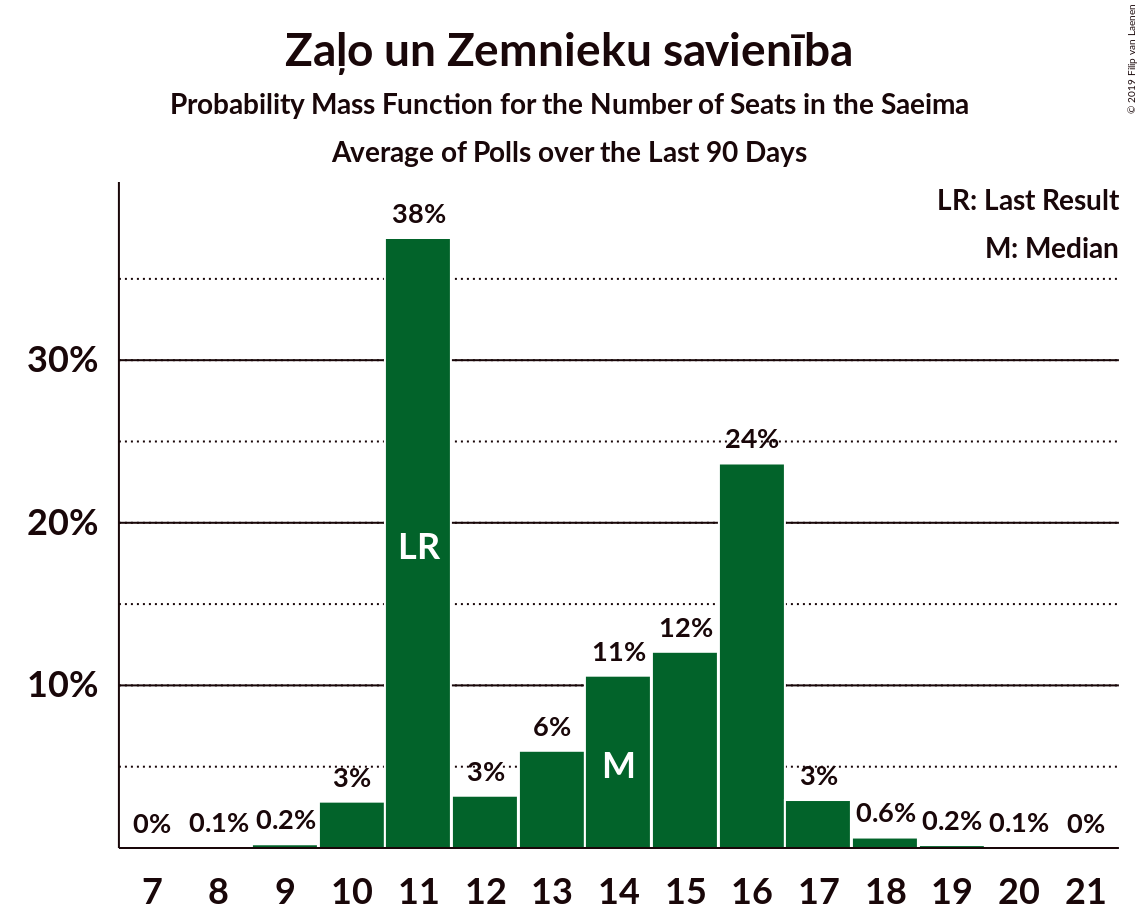 Zaļo un Zemnieku savienība
Probability Mass Function for the Number of Seats in the Saeima
Average of Polls over the Last 90 Days
© 2019 Filip van Laenen
LR: Last Result
M: Median
30%
20%
10%
0%
0.1%
0.2%
3%
38%
3%
6%
11%
12%
24%
3%
0.6%
0.2%
0.1%
0%
LR
M
7 8 9 10 11 12 13 14 15 16 17 18 19 20 21